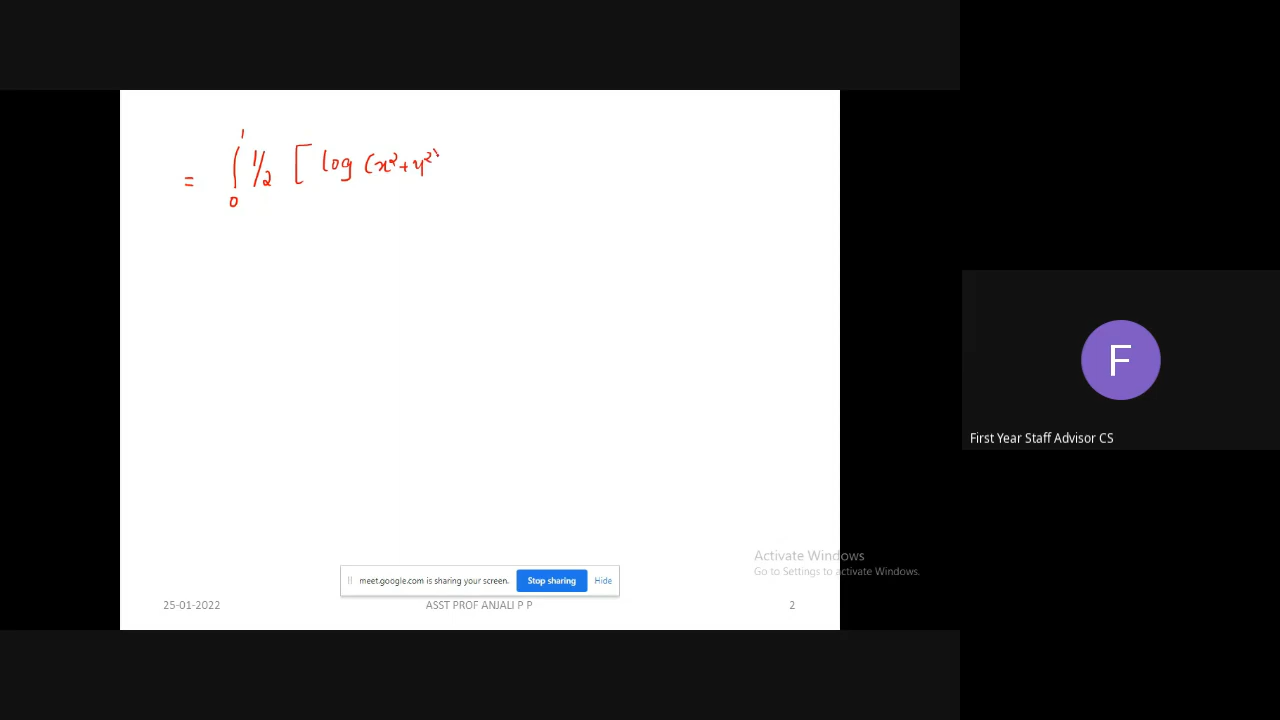 = ∫₀¹ 1/2 [ log (x²+y²)
F
First Year Staff Advisor CS
Activate Windows
Go to Settings to activate Windows.
meet.google.com is sharing your screen. Stop sharing Hide
25-01-2022 ASST PROF ANJALI P P 2